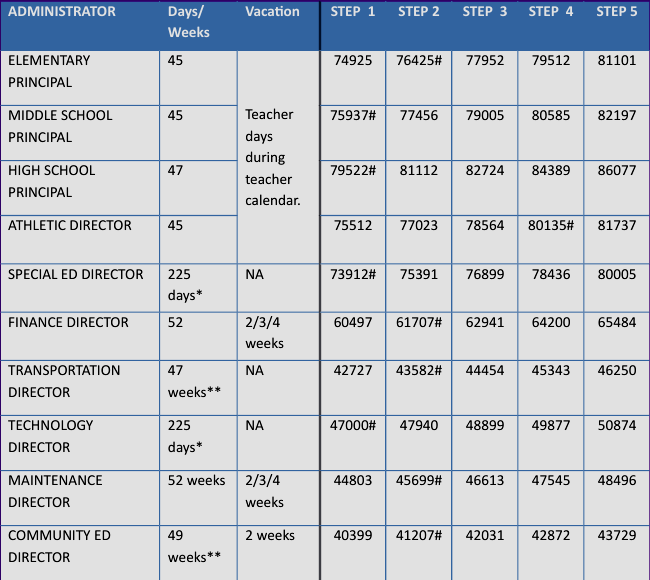 ADMINISTRATOR Days/ Vacation STEP 1 STEP 2 STEP 3 STEP 4 STEP 5
Weeks
ELEMENTARY 45 74925 76425# 77952 79512 81101
PRINCIPAL
MIDDLE SCHOOL 45 Teacher 75937# 77456 79005 80585 82197
PRINCIPAL days
during
HIGH SCHOOL 47 teacher 79522# 81112 82724 84389 86077
PRINCIPAL calendar.
ATHLETIC DIRECTOR 45 75512 77023 78564 80135# 81737
SPECIAL ED DIRECTOR 225 NA 73912# 75391 76899 78436 80005
days*
FINANCE DIRECTOR 52 2/3/4 60497 61707# 62941 64200 65484
weeks
TRANSPORTATION 47 NA 42727 43582# 44454 45343 46250
DIRECTOR weeks**
TECHNOLOGY 225 NA 47000# 47940 48899 49877 50874
DIRECTOR days*
MAINTENANCE 52 weeks 2/3/4 44803 45699# 46613 47545 48496
DIRECTOR weeks
COMMUNITY ED 49 2 weeks 40399 41207# 42031 42872 43729
DIRECTOR weeks**